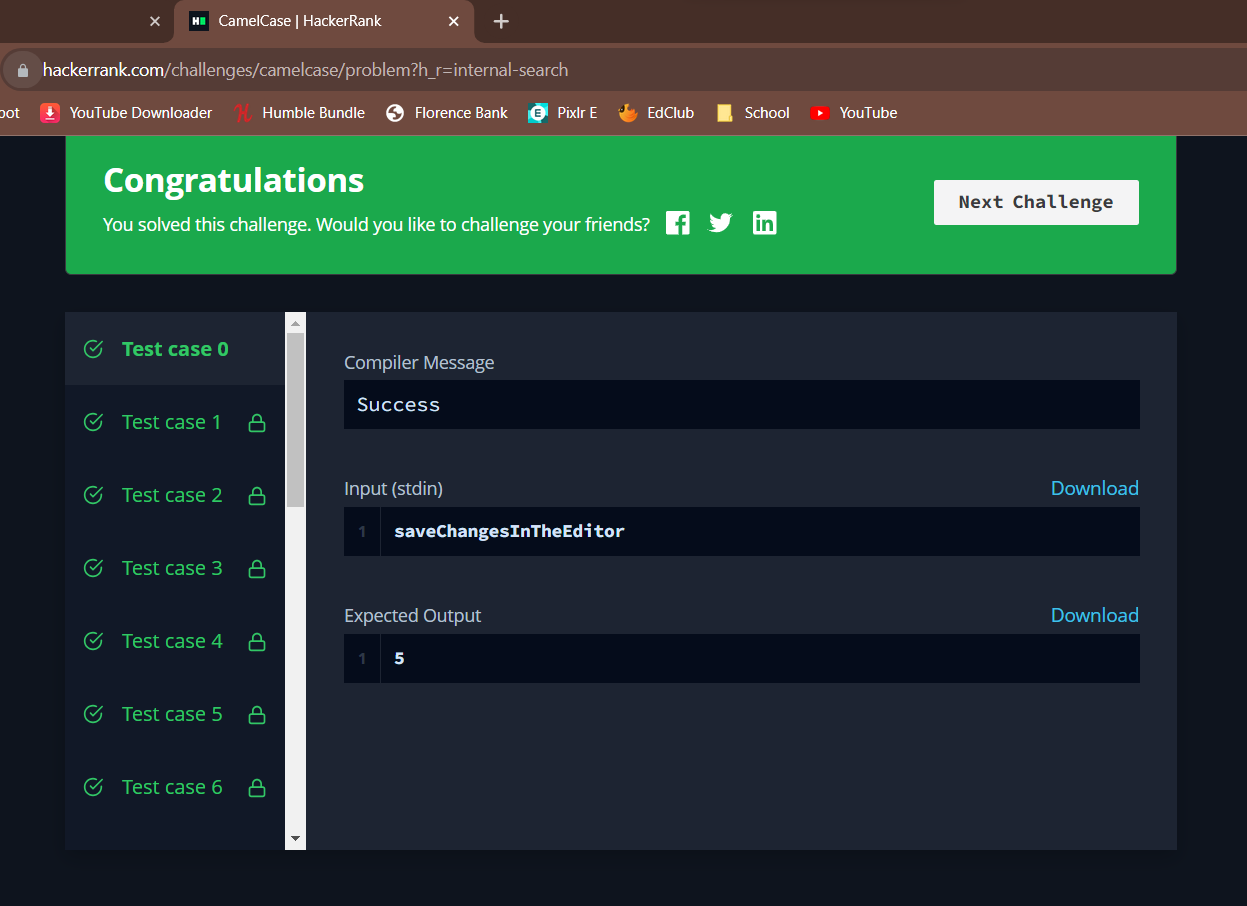 CamelCase | HackerRank
hackerrank.com/challenges/camelcase/problem?h_r=internal-search
oot YouTube Downloader Humble Bundle Florence Bank Pixlr E EdClub School YouTube
Congratulations
You solved this challenge. Would you like to challenge your friends?
Next Challenge
Test case 0
Test case 1
Test case 2
Test case 3
Test case 4
Test case 5
Test case 6
Compiler Message
Success
Input (stdin) Download
1 saveChangesInTheEditor
Expected Output Download
1 5